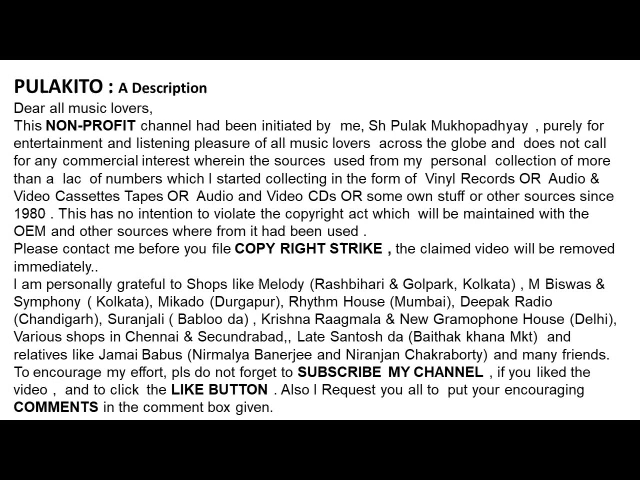 PULAKITO : A Description
Dear all music lovers,
This NON-PROFIT channel had been initiated by me, Sh Pulak Mukhopadhyay , purely for
entertainment and listening pleasure of all music lovers across the globe and does not call
for any commercial interest wherein the sources used from my personal collection of more
than a lac of numbers which I started collecting in the form of Vinyl Records OR Audio &
Video Cassettes Tapes OR Audio and Video CDs OR some own stuff or other sources since
1980 . This has no intention to violate the copyright act which will be maintained with the
OEM and other sources where from it had been used .
Please contact me before you file COPY RIGHT STRIKE , the claimed video will be removed
immediately..
I am personally grateful to Shops like Melody (Rashbihari & Golpark, Kolkata) , M Biswas &
Symphony ( Kolkata), Mikado (Durgapur), Rhythm House (Mumbai), Deepak Radio
(Chandigarh), Suranjali ( Babloo da) , Krishna Raagmala & New Gramophone House (Delhi),
Various shops in Chennai & Secundrabad,, Late Santosh da (Baithak khana Mkt) and
relatives like Jamai Babus (Nirmalya Banerjee and Niranjan Chakraborty) and many friends.
To encourage my effort, pls do not forget to SUBSCRIBE MY CHANNEL , if you liked the
video , and to click the LIKE BUTTON . Also I Request you all to put your encouraging
COMMENTS in the comment box given.